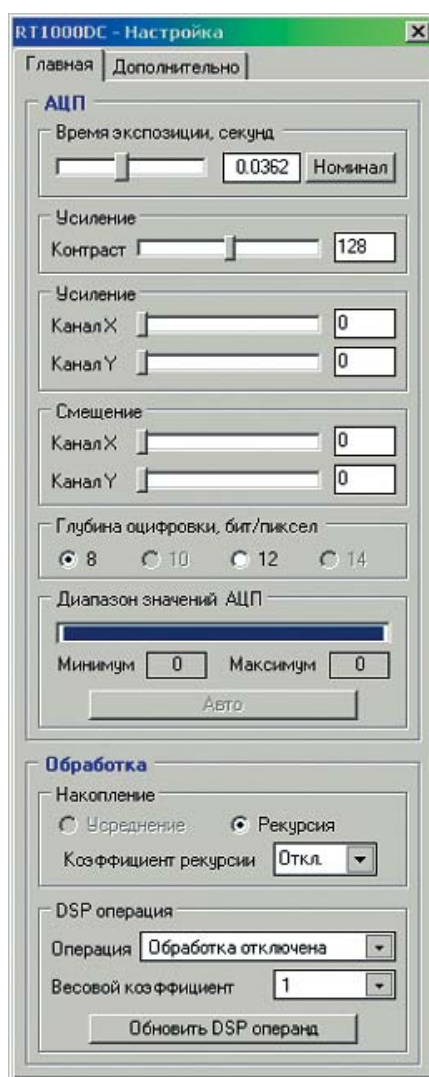 RT1000DC - Настройка
Главная Дополнительно
АЦП
Время экспозиции, секунд
0.0362 Номинал
Усиление
Контраст 128
Усиление
Канал X 0
Канал Y 0
Смещение
Канал X 0
Канал Y 0
Глубина оцифровки, бит/пиксел
8 10 12 14
Диапазон значений АЦП
Минимум 0 Максимум 0
Авто
Обработка
Накопление
Усреднение Рекурсия
Коэффициент рекурсии Откл.
DSP операция
Операция Обработка отключена
Весовой коэффициент 1
Обновить DSP операнд